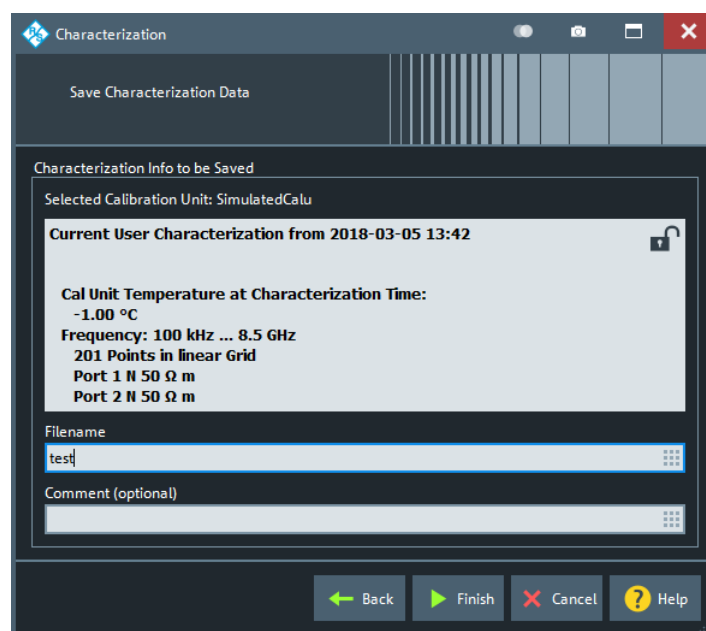 Characterization
Save Characterization Data
Characterization Info to be Saved
Selected Calibration Unit: SimulatedCalu
Current User Characterization from 2018-03-05 13:42
Cal Unit Temperature at Characterization Time:
-1.00 °C
Frequency: 100 kHz ... 8.5 GHz
201 Points in linear Grid
Port 1 N 50 Ω m
Port 2 N 50 Ω m
Filename
test
Comment (optional)
Back
Finish
Cancel
? Help